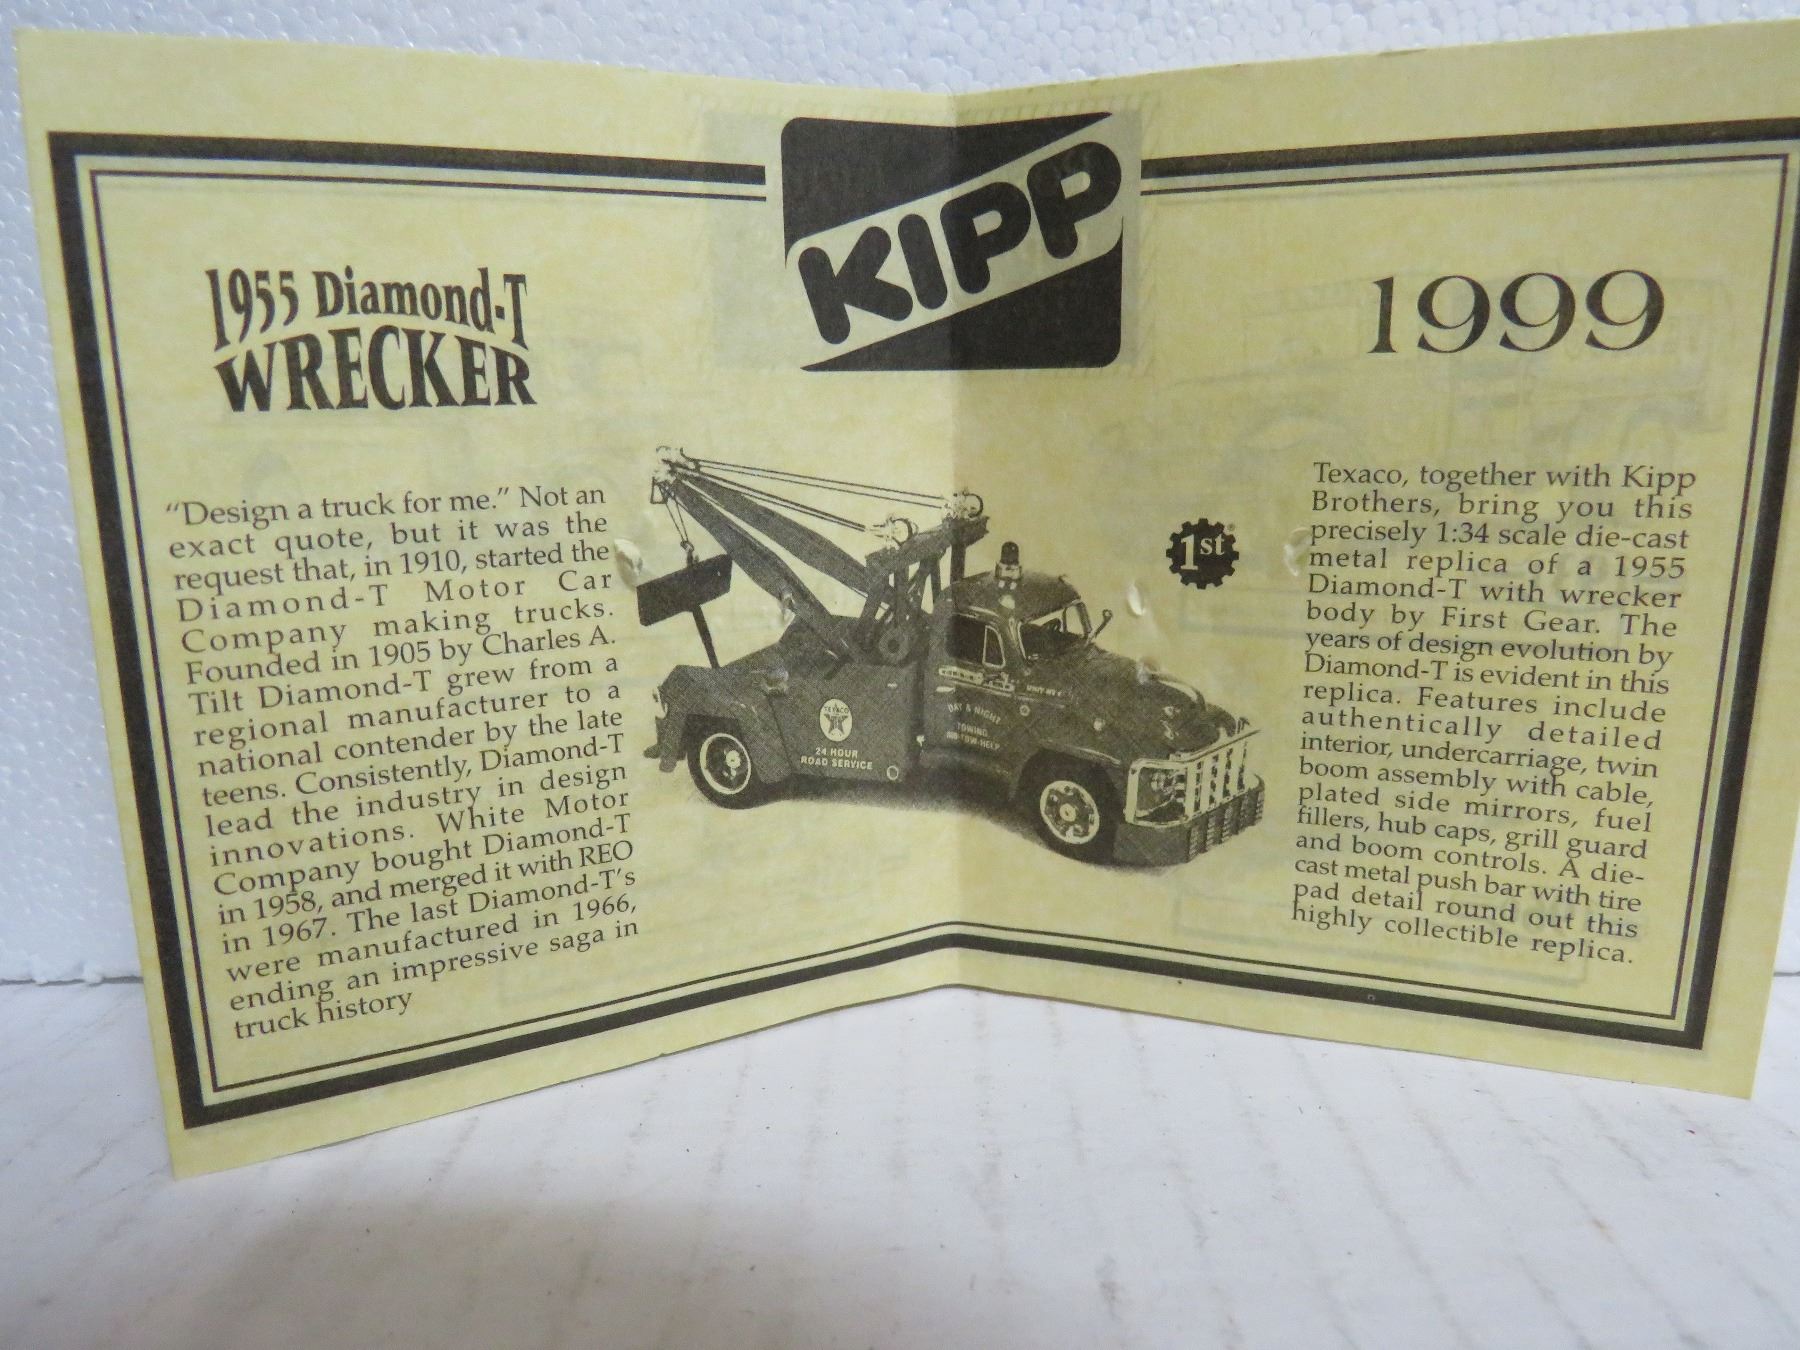 KIPP
1955 Diamond-T
WRECKER
1999
"Design a truck for me." Not an
exact quote, but it was the
request that, in 1910, started the
Diamond-T Motor Car
Company making trucks.
Founded in 1905 by Charles A.
Tilt Diamond-T grew from a
regional manufacturer to a
national contender by the late
teens. Consistently, Diamond-T
lead the industry in design
innovations. White Motor
Company bought Diamond-T
in 1958, and merged it with REO
in 1967. The last Diamond-T's
were manufactured in 1966,
ending an impressive saga in
truck history
TEXACO
T
24 HOUR
ROAD SERVICE
DAY & NIGHT
TOWING
1st
Texaco, together with Kipp
Brothers, bring you this
precisely 1:34 scale die-cast
metal replica of a 1955
Diamond-T with wrecker
body by First Gear. The
years of design evolution by
Diamond-T is evident in this
replica. Features include
authentically detailed
interior, undercarriage, twin
boom assembly with cable,
plated side mirrors, fuel
fillers, hub caps, grill guard
and boom controls. A die-
cast metal push bar with tire
pad detail round out this
highly collectible replica.